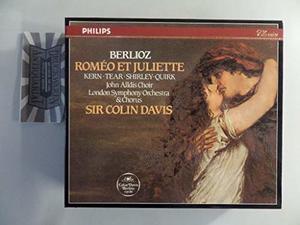 PHILIPS
BERLIOZ
ROMÉO ET JULIETTE
KERN·TEAR·SHIRLEY-QUIRK
John Alldis Choir
London Symphony Orchestra
& Chorus
SIR COLIN DAVIS